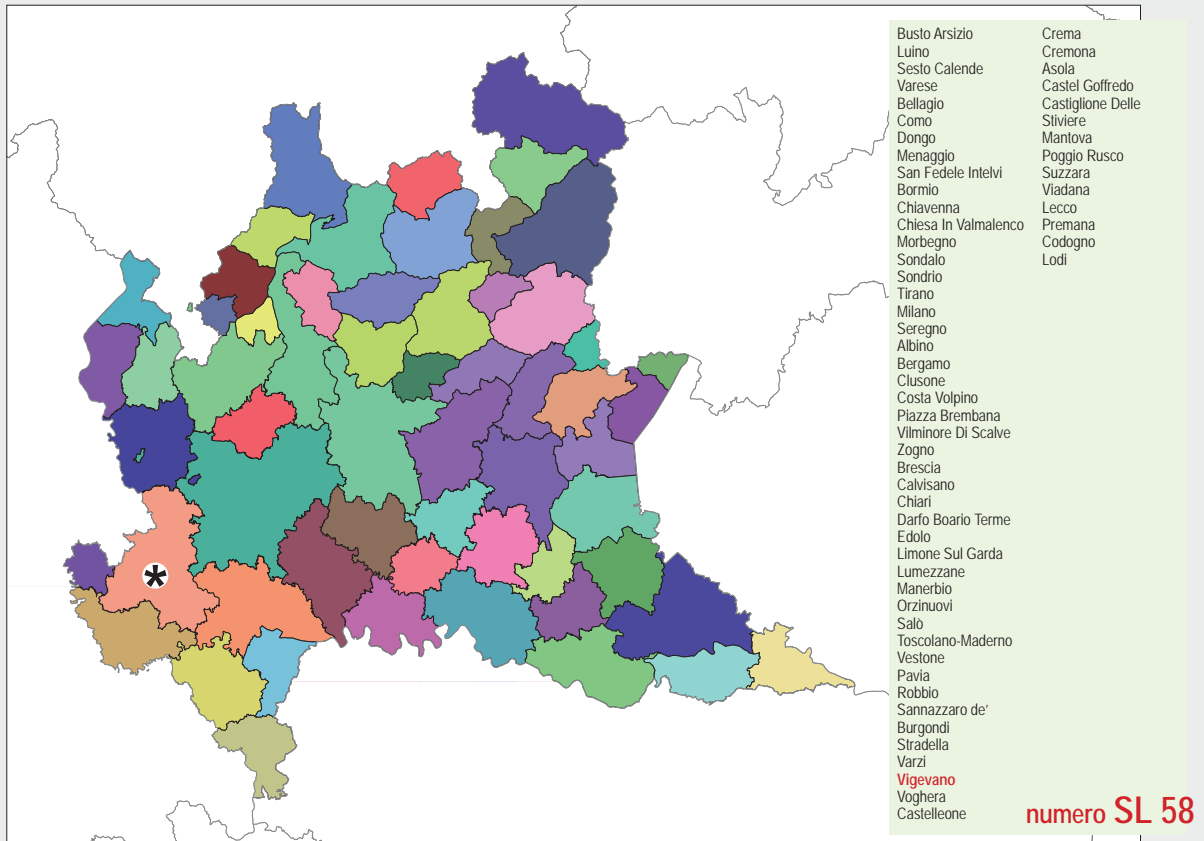 Busto Arsizio
Luino
Sesto Calende
Varese
Bellagio
Como
Dongo
Menaggio
San Fedele Intelvi
Bormio
Chiavenna
Chiesa In Valmalenco
Morbegno
Sondalo
Sondrio
Tirano
Milano
Seregno
Albino
Bergamo
Clusone
Costa Volpino
Piazza Brembana
Vilminore Di Scalve
Zogno
Brescia
Calvisano
Chiari
Darfo Boario Terme
Edolo
Limone Sul Garda
Lumezzane
Manerbio
Orzinuovi
Salò
Toscolano-Maderno
Vestone
Pavia
Robbio
Sannazzaro de'
Burgondi
Stradella
Varzi
Vigevano
Voghera
Castelleone
Crema
Cremona
Asola
Castel Goffredo
Castiglione Delle
Stiviere
Mantova
Poggio Rusco
Suzzara
Viadana
Lecco
Premana
Codogno
Lodi
numero SL 58
*